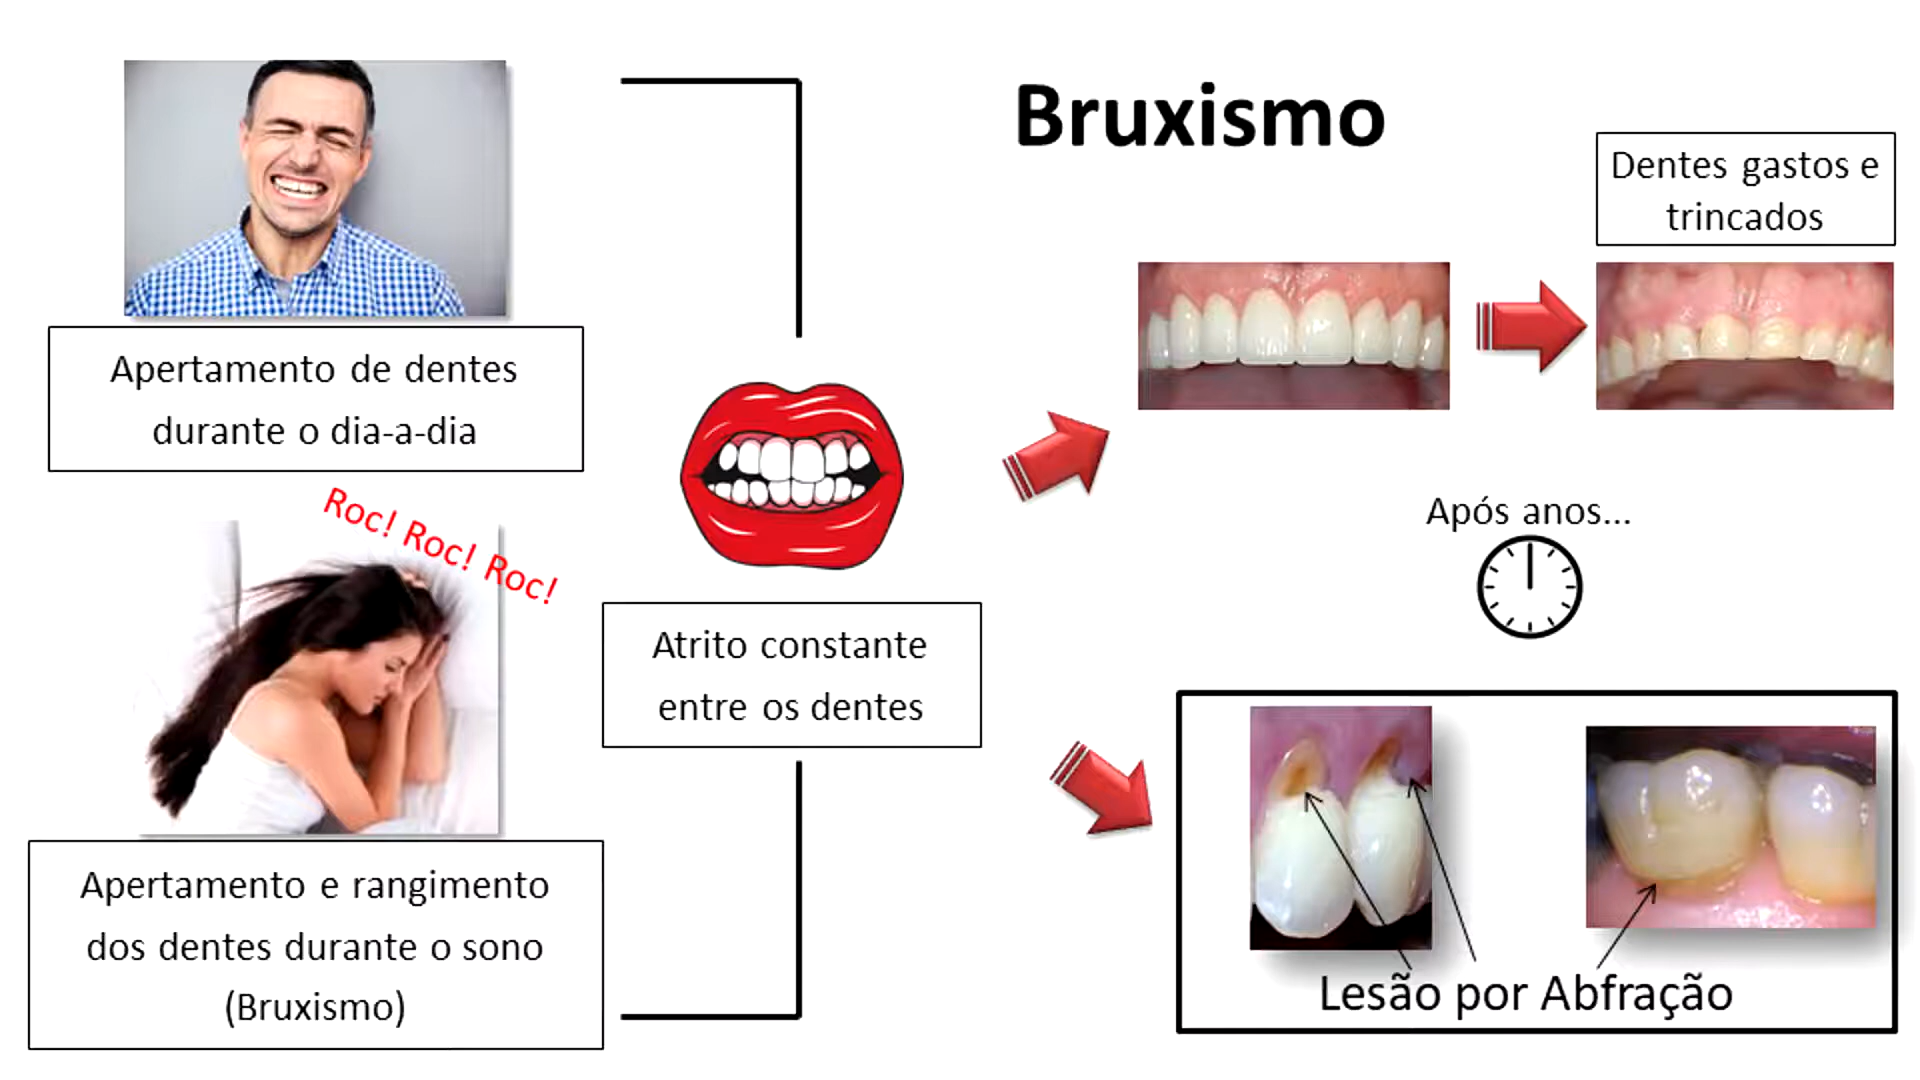 Bruxismo
Apertamento de dentes
durante o dia-a-dia
Roc! Roc! Roc!
Apertamento e rangimento
dos dentes durante o sono
(Bruxismo)
Atrito constante
entre os dentes
Dentes gastos e
trincados
Após anos...
Lesão por Abfração